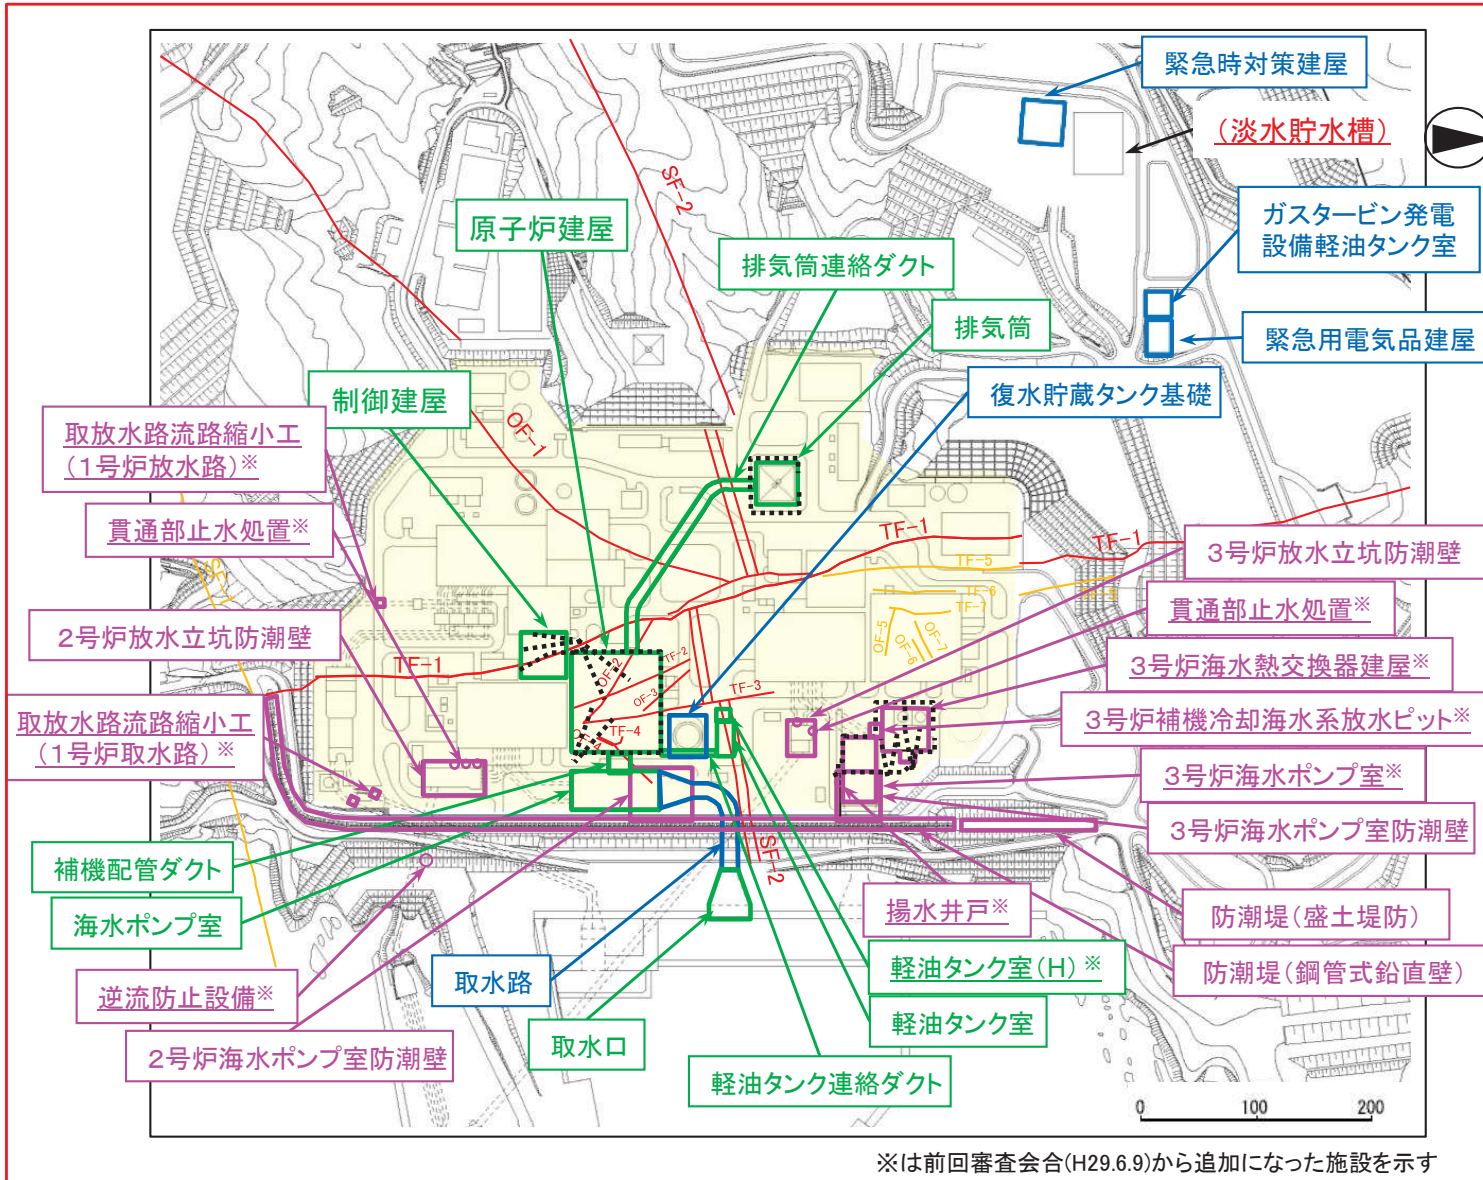 緊急時対策建屋
(淡水貯水槽)
ガスタービン発電
設備軽油タンク室
緊急用電気品建屋
原子炉建屋
排気筒連絡ダクト
排気筒
制御建屋
復水貯蔵タンク基礎
取放水路流路縮小工
(1号炉放水路)※
貫通部止水処置※
2号炉放水立坑防潮壁
取放水路流路縮小工
(1号炉取水路)※
補機配管ダクト
海水ポンプ室
逆流防止設備※
2号炉海水ポンプ室防潮壁
取水路
取水口
軽油タンク連絡ダクト
軽油タンク室
軽油タンク室(H)※
揚水井戸※
3号炉放水立坑防潮壁
貫通部止水処置※
3号炉海水熱交換器建屋※
3号炉補機冷却海水系放水ピット※
3号炉海水ポンプ室※
3号炉海水ポンプ室防潮壁
防潮堤(盛土堤防)
防潮堤(鋼管式鉛直壁)
SF-2
OF-1
TF-1
TF-1
TF-1
TF-5
TF-6
TF-7
OF-5
OF-6
OF-7
OF-2
TF-2
OF-3
TF-3
TF-4
OF-4
SF-2
0 100 200
※は前回審査会合(H29.6.9)から追加になった施設を示す